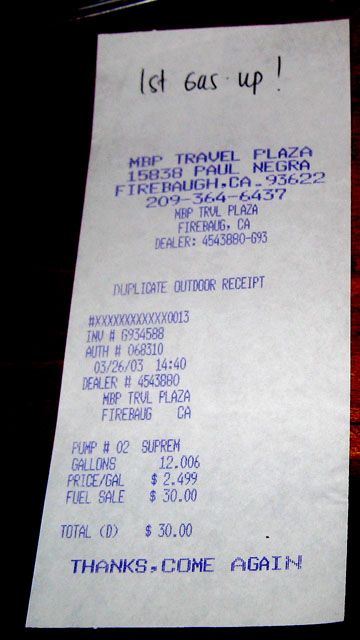 1st Gas up!
MBP TRAVEL PLAZA
15838 PAUL NEGRA
FIREBAUGH,CA. 93622
209-364-6437
MBP TRVL PLAZA
FIREBAUG, CA
DEALER: 4543880-693
DUPLICATE OUTDOOR RECEIPT
#XXXXXXXXXXXX0013
INV # G934588
AUTH # 068310
03/26/03 14:40
DEALER # 4543880
MBP TRVL PLAZA
FIREBAUG CA
PUMP # 02 SUPREM
GALLONS 12.006
PRICE/GAL $ 2.499
FUEL SALE $ 30.00
TOTAL (D) $ 30.00
THANKS,COME AGAIN